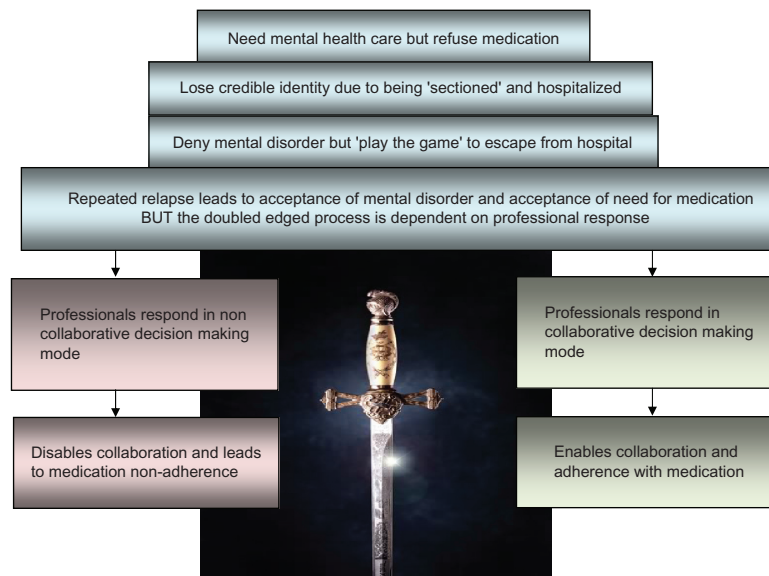 Need mental health care but refuse medication
Lose credible identity due to being 'sectioned' and hospitalized
Deny mental disorder but 'play the game' to escape from hospital
Repeated relapse leads to acceptance of mental disorder and acceptance of need for medication
BUT the doubled edged process is dependent on professional response
Professionals respond in non
collaborative decision making
mode
Professionals respond in
collaborative decision making
mode
Disables collaboration and leads
to medication non-adherence
Enables collaboration and
adherence with medication